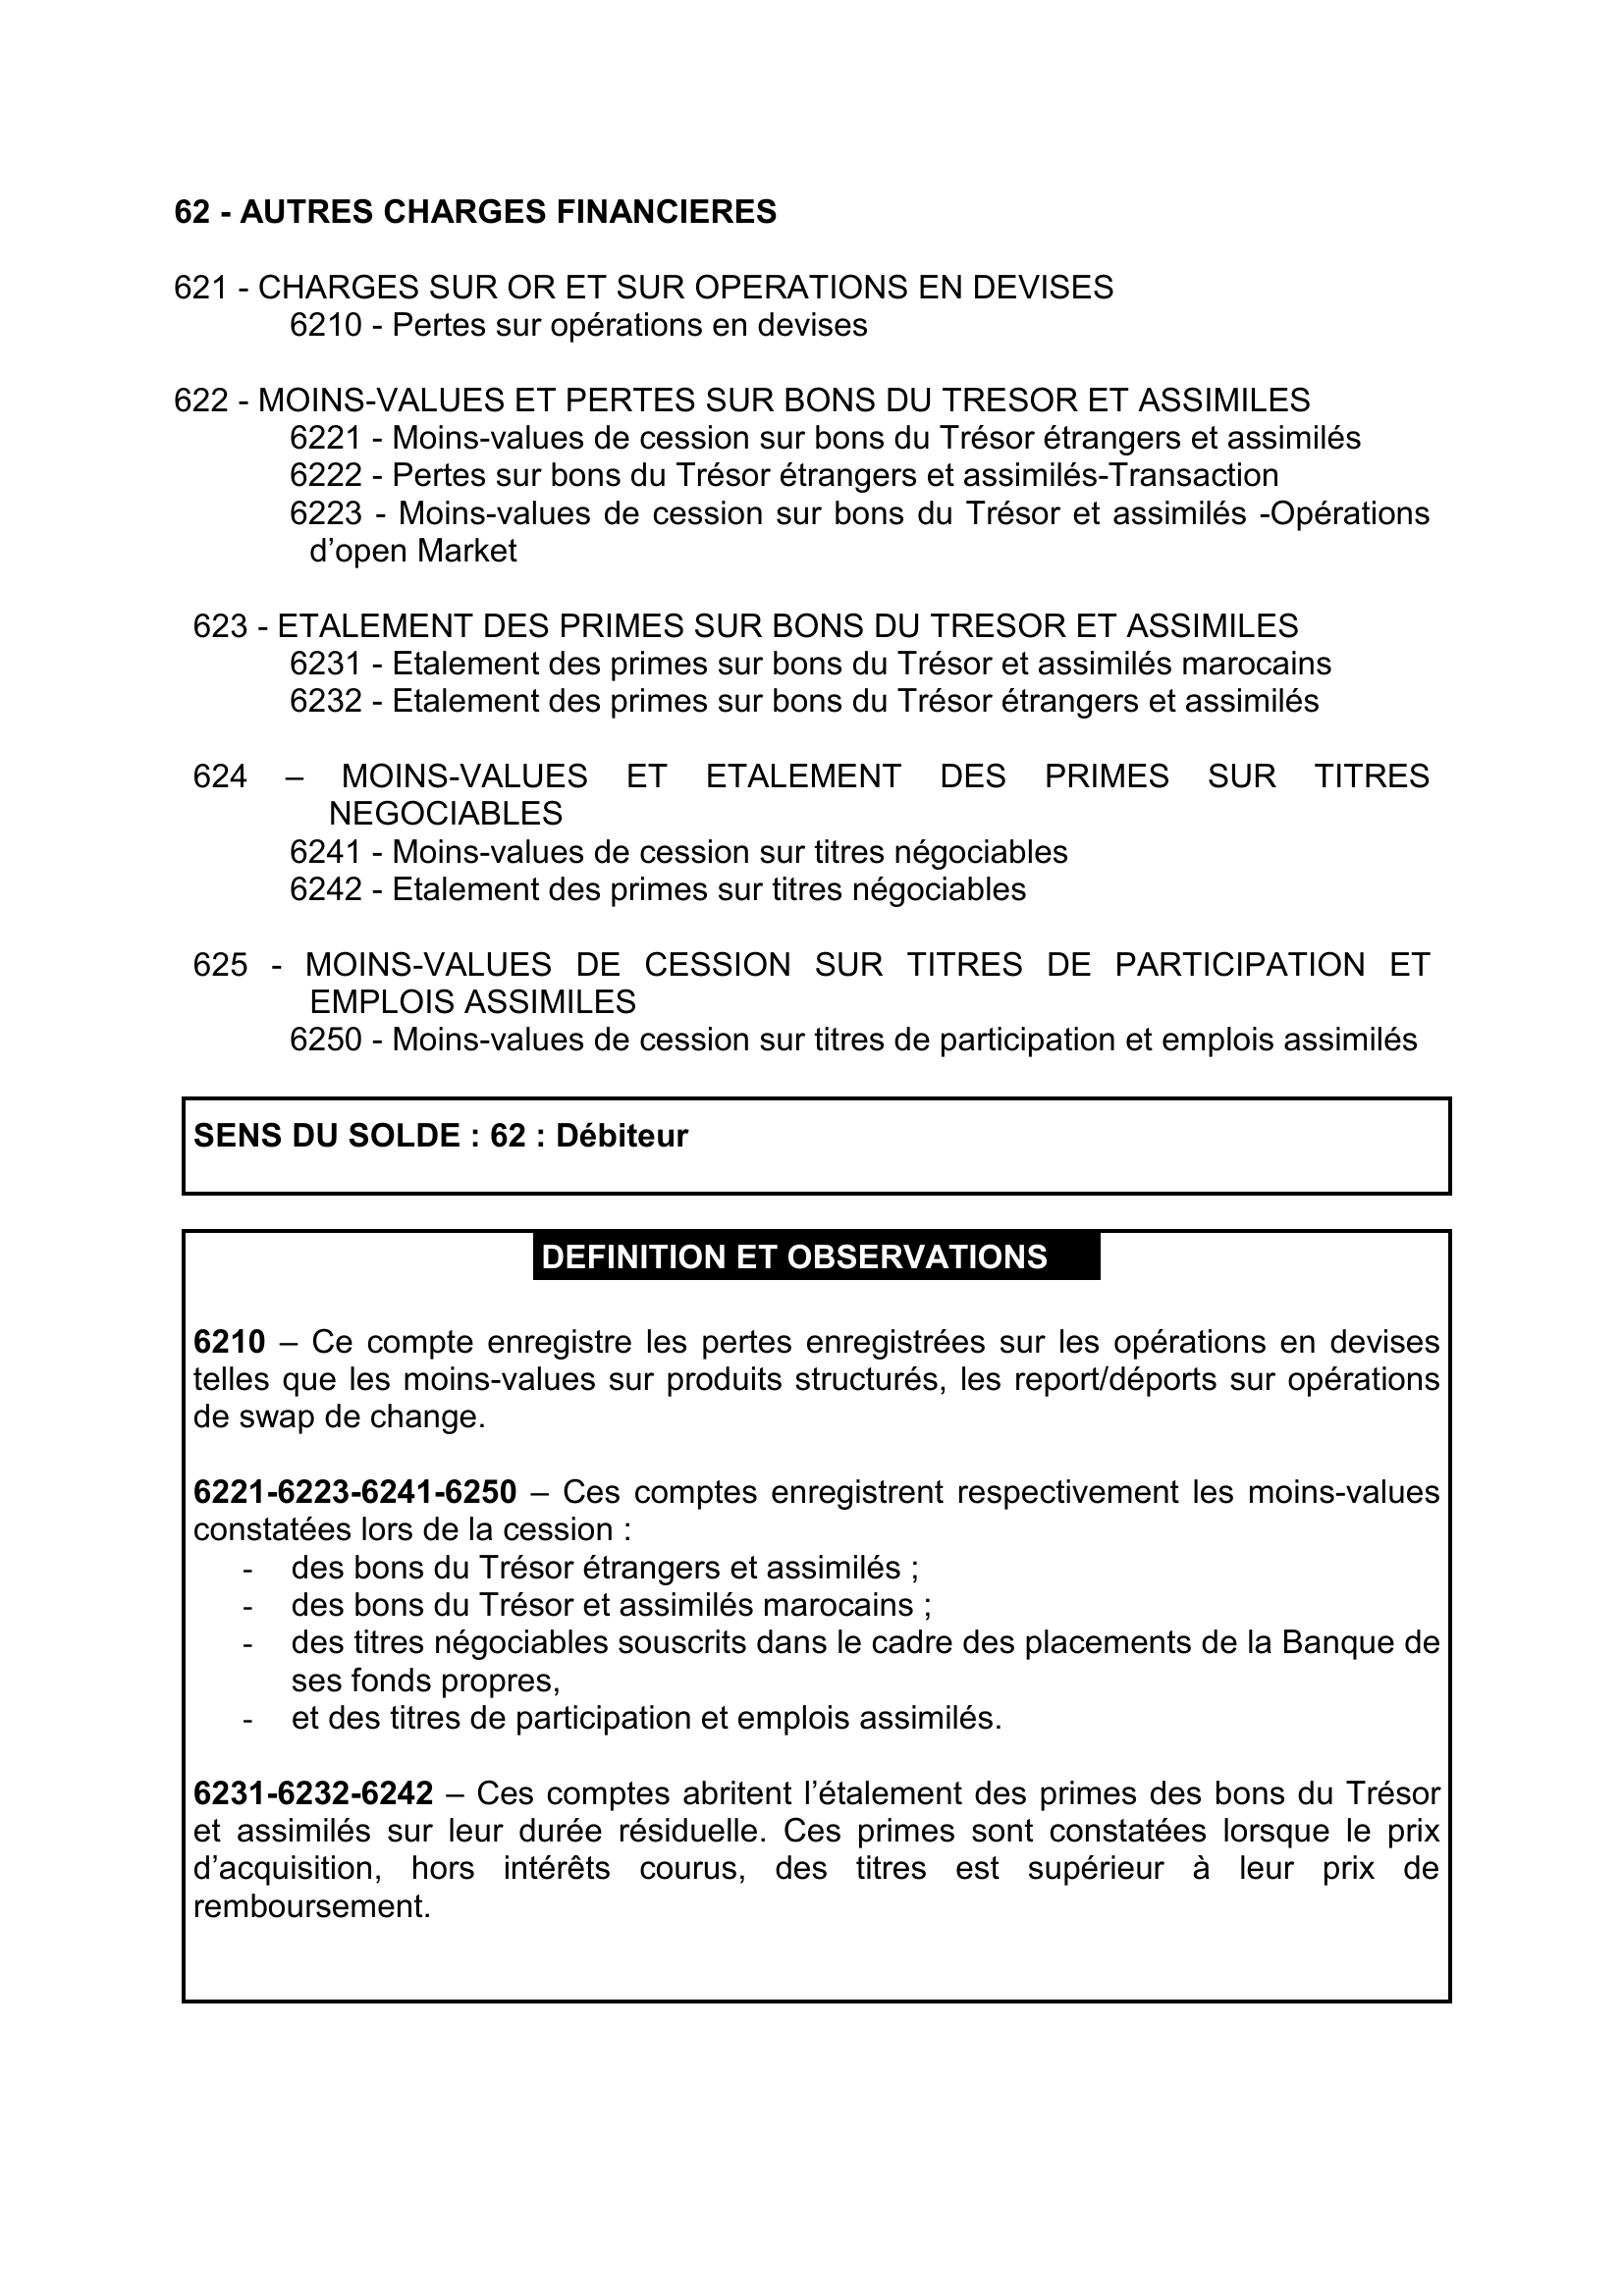 62 - AUTRES CHARGES FINANCIERES
621 - CHARGES SUR OR ET SUR OPERATIONS EN DEVISES
6210 - Pertes sur opérations en devises
622 - MOINS-VALUES ET PERTES SUR BONS DU TRESOR ET ASSIMILES
6221 - Moins-values de cession sur bons du Trésor étrangers et assimilés
6222 - Pertes sur bons du Trésor étrangers et assimilés-Transaction
6223 - Moins-values de cession sur bons du Trésor et assimilés -Opérations
d’open Market
623 - ETALEMENT DES PRIMES SUR BONS DU TRESOR ET ASSIMILES
6231 - Etalement des primes sur bons du Trésor et assimilés marocains
6232 - Etalement des primes sur bons du Trésor étrangers et assimilés
624 – MOINS-VALUES ET ETALEMENT DES PRIMES SUR TITRES
NEGOCIABLES
6241 - Moins-values de cession sur titres négociables
6242 - Etalement des primes sur titres négociables
625 - MOINS-VALUES DE CESSION SUR TITRES DE PARTICIPATION ET
EMPLOIS ASSIMILES
6250 - Moins-values de cession sur titres de participation et emplois assimilés
SENS DU SOLDE : 62 : Débiteur
DEFINITION ET OBSERVATIONS
6210 – Ce compte enregistre les pertes enregistrées sur les opérations en devises
telles que les moins-values sur produits structurés, les report/déports sur opérations
de swap de change.
6221-6223-6241-6250 – Ces comptes enregistrent respectivement les moins-values
constatées lors de la cession :
- des bons du Trésor étrangers et assimilés ;
- des bons du Trésor et assimilés marocains ;
- des titres négociables souscrits dans le cadre des placements de la Banque de
ses fonds propres,
- et des titres de participation et emplois assimilés.
6231-6232-6242 – Ces comptes abritent l’étalement des primes des bons du Trésor
et assimilés sur leur durée résiduelle. Ces primes sont constatées lorsque le prix
d’acquisition, hors intérêts courus, des titres est supérieur à leur prix de
remboursement.